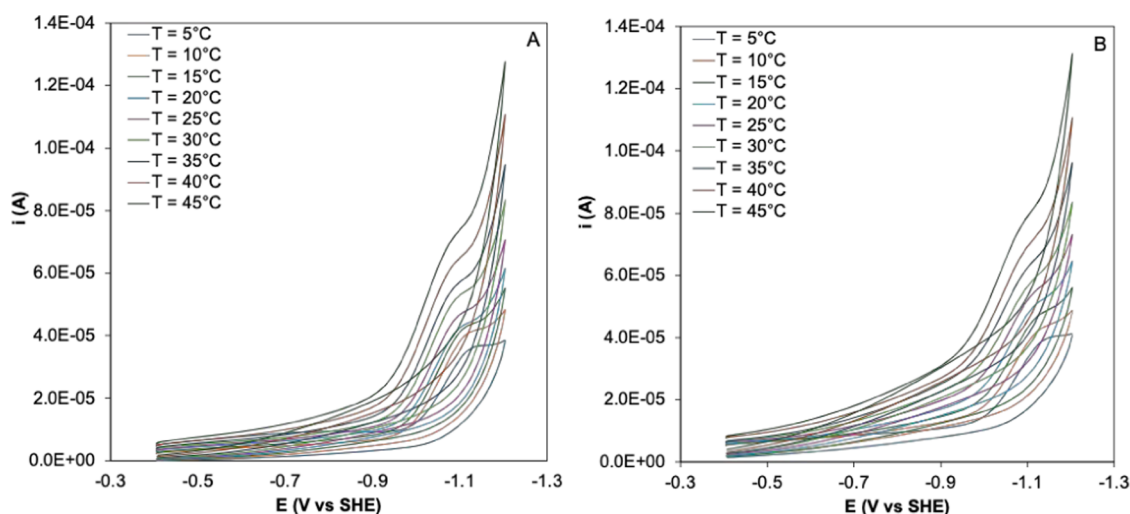 A
1.4E-04
1.2E-04
1.0E-04
8.0E-05
6.0E-05
4.0E-05
2.0E-05
0.0E+00
i (A)
T = 5°C
T = 10°C
T = 15°C
T = 20°C
T = 25°C
T = 30°C
T = 35°C
T = 40°C
T = 45°C
-0.3 -0.5 -0.7 -0.9 -1.1 -1.3
E (V vs SHE)
B
1.4E-04
1.2E-04
1.0E-04
8.0E-05
6.0E-05
4.0E-05
2.0E-05
0.0E+00
i (A)
T = 5°C
T = 10°C
T = 15°C
T = 20°C
T = 25°C
T = 30°C
T = 35°C
T = 40°C
T = 45°C
-0.3 -0.5 -0.7 -0.9 -1.1 -1.3
E (V vs SHE)